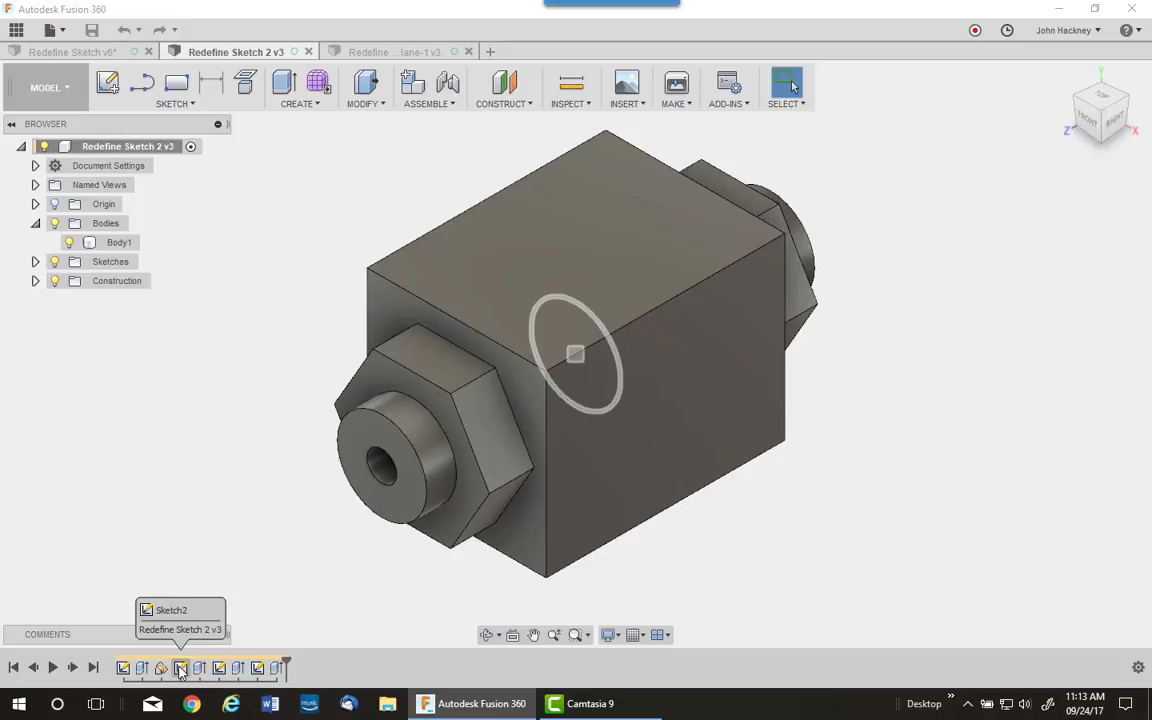 Autodesk Fusion 360
John Hackney
Redefine Sketch v6*
Redefine Sketch 2 v3
Redefine ...lane-1 v3
MODEL
SKETCH
CREATE
MODIFY
ASSEMBLE
CONSTRUCT
INSPECT
INSERT
MAKE
ADD-INS
SELECT
TOP
FRONT
RIGHT
Y
Z
X
BROWSER
Redefine Sketch 2 v3
Document Settings
Named Views
Origin
Bodies
Body1
Sketches
Construction
Sketch2
Redefine Sketch 2 v3
COMMENTS
Autodesk Fusion 360
Camtasia 9
Desktop
11:13 AM
09/24/17